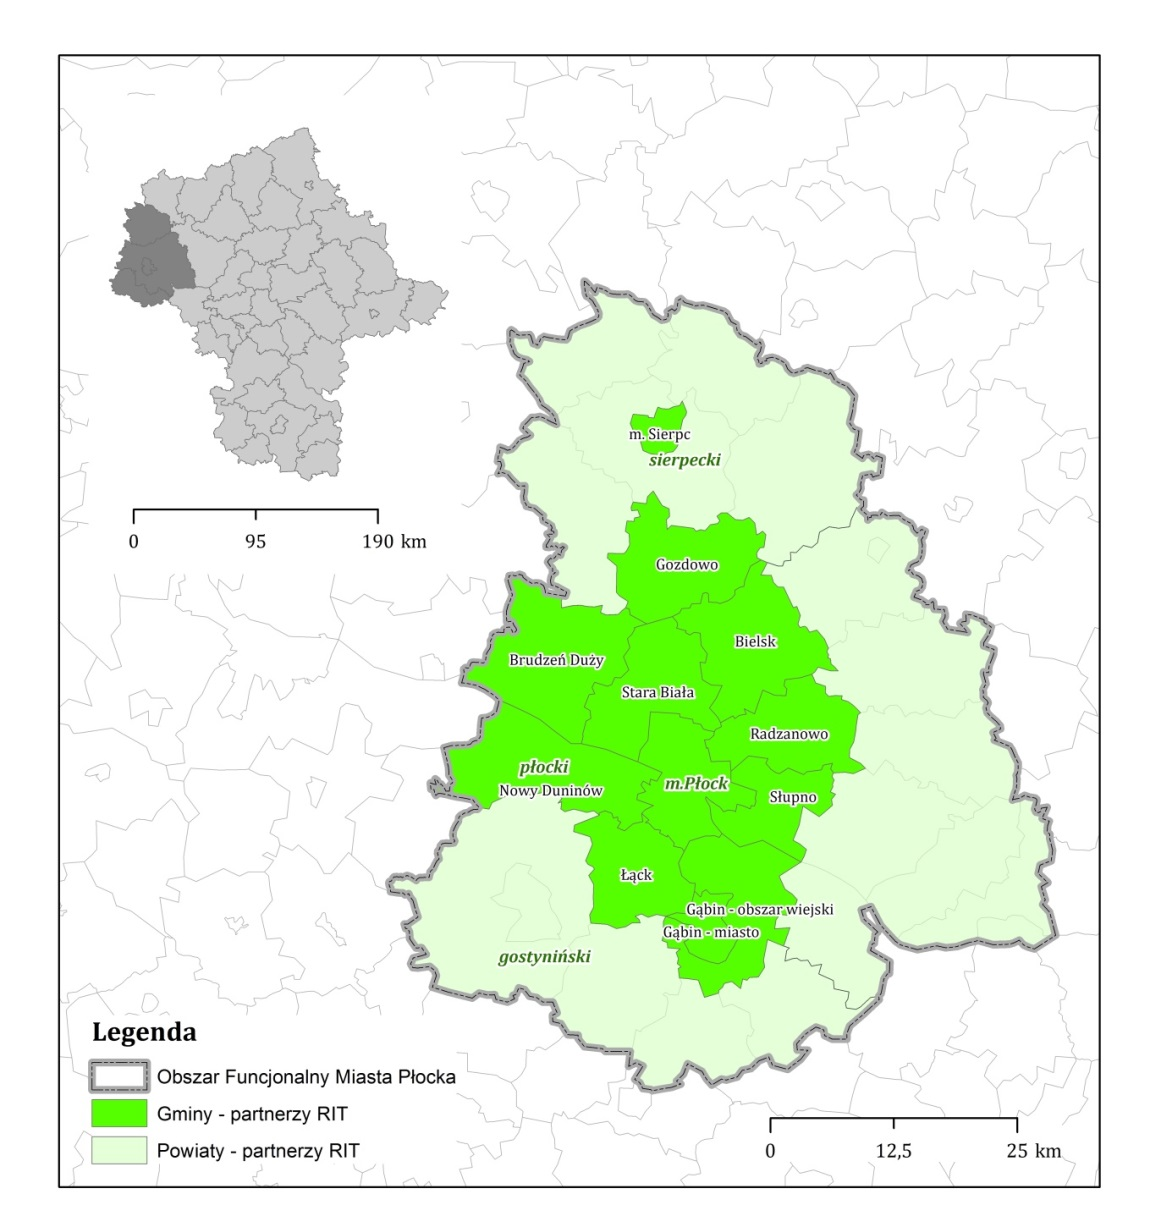 0 95 190 km
m. Sierpc
sierpecki
Gozdowo
Bielsk
Brudzeń Duży
Stara Biała
Radzanowo
płocki
m.Płock
Nowy Duninów
Słupno
Łąck
Gąbin - obszar wiejski
Gąbin - miasto
gostyniński
Legenda
Obszar Funcjonalny Miasta Płocka
Gminy - partnerzy RIT
Powiaty - partnerzy RIT
0 12,5 25 km